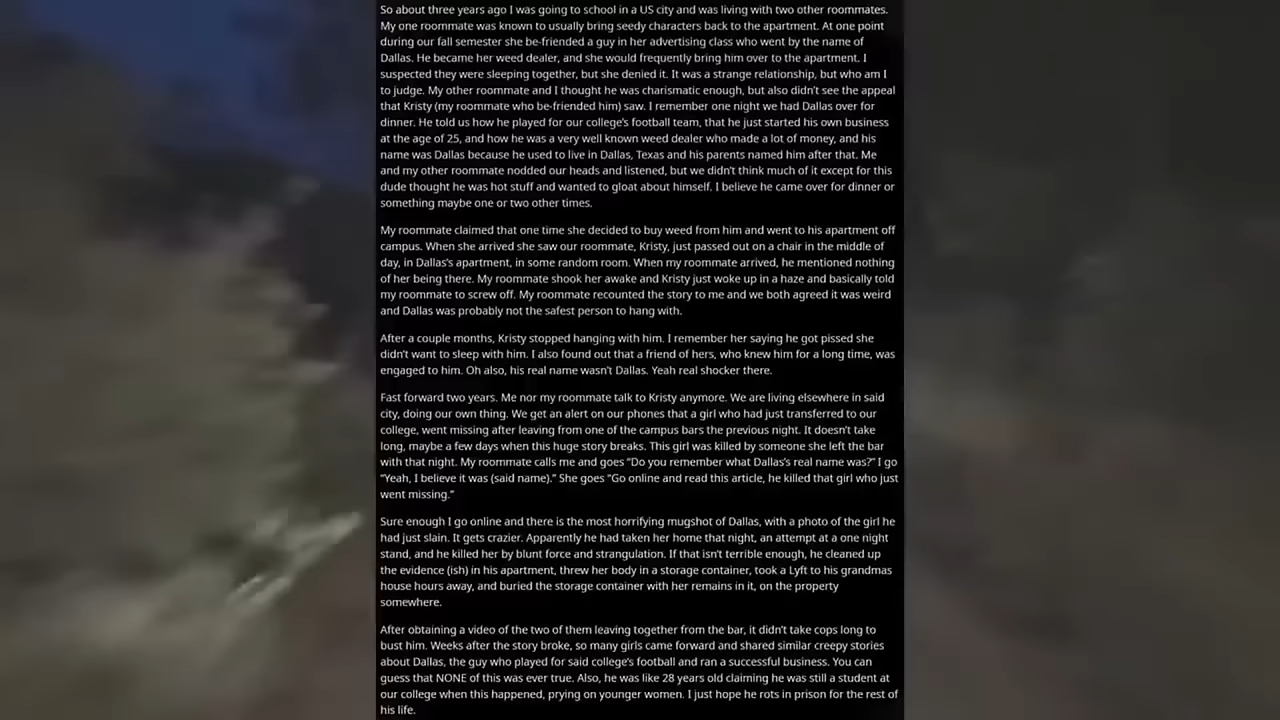 So about three years ago I was going to school in a US city and was living with two other roommates.
My one roommate was known to usually bring seedy characters back to the apartment. At one point
during our fall semester she be-friended a guy in her advertising class who went by the name of
Dallas. He became her weed dealer, and she would frequently bring him over to the apartment. I
suspected they were sleeping together, but she denied it. It was a strange relationship, but who am I
to judge. My other roommate and I thought he was charismatic enough, but also didn't see the appeal
that Kristy (my roommate who be-friended him) saw. I remember one night we had Dallas over for
dinner. He told us how he played for our college's football team, that he just started his own business
at the age of 25, and how he was a very well known weed dealer who made a lot of money, and his
name was Dallas because he used to live in Dallas, Texas and his parents named him after that. Me
and my other roommate nodded our heads and listened, but we didn't think much of it except for this
dude thought he was hot stuff and wanted to gloat about himself. I believe he came over for dinner or
something maybe one or two other times.
My roommate claimed that one time she decided to buy weed from him and went to his apartment off
campus. When she arrived she saw our roommate, Kristy, just passed out on a chair in the middle of
day, in Dallas's apartment, in some random room. When my roommate arrived, he mentioned nothing
of her being there. My roommate shook her awake and Kristy just woke up in a haze and basically told
my roommate to screw off. My roommate recounted the story to me and we both agreed it was weird
and Dallas was probably not the safest person to hang with.
After a couple months, Kristy stopped hanging with him. I remember her saying he got pissed she
didn't want to sleep with him. I also found out that a friend of hers, who knew him for a long time, was
engaged to him. Oh also, his real name wasn't Dallas. Yeah real shocker there.
Fast forward two years. Me nor my roommate talk to Kristy anymore. We are living elsewhere in said
city, doing our own thing. We get an alert on our phones that a girl who had just transferred to our
college, went missing after leaving from one of the campus bars the previous night. It doesn't take
long, maybe a few days when this huge story breaks. This girl was killed by someone she left the bar
with that night. My roommate calls me and goes "Do you remember what Dallas's real name was?" I go
"Yeah, I believe it was (said name)." She goes "Go online and read this article, he killed that girl who just
went missing."
Sure enough I go online and there is the most horrifying mugshot of Dallas, with a photo of the girl he
had just slain. It gets crazier. Apparently he had taken her home that night, an attempt at a one night
stand, and he killed her by blunt force and strangulation. If that isn't terrible enough, he cleaned up
the evidence (ish) in his apartment, threw her body in a storage container, took a Lyft to his grandmas
house hours away, and buried the storage container with her remains in it, on the property
somewhere.
After obtaining a video of the two of them leaving together from the bar, it didn't take cops long to
bust him. Weeks after the story broke, so many girls came forward and shared similar creepy stories
about Dallas, the guy who played for said college's football and ran a successful business. You can
guess that NONE of this was ever true. Also, he was like 28 years old claiming he was still a student at
our college when this happened, prying on younger women. I just hope he rots in prison for the rest of
his life.